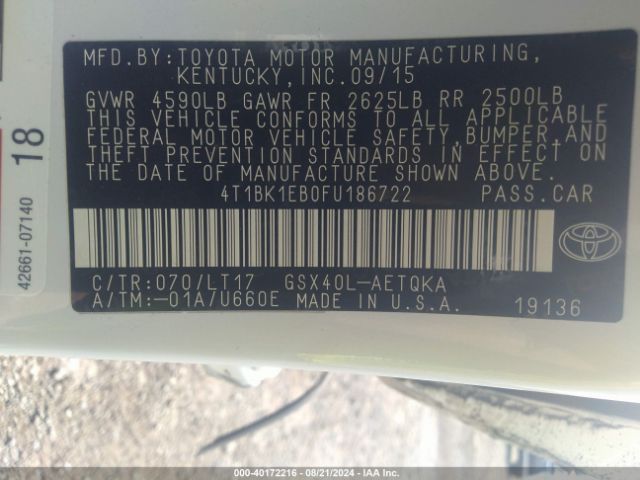 MFD.BY:TOYOTA MOTOR MANUFACTURING,
KENTUCKY,INC.09/15
GVWR 4590LB GAWR FR 2625LB RR 2500LB
THIS VEHICLE CONFORMS TO ALL APPLICABLE
FEDERAL MOTOR VEHICLE SAFETY,BUMPER,AND
THEFT PREVENTION STANDARDS IN EFFECT ON
THE DATE OF MANUFACTURE SHOWN ABOVE.
4T1BK1EB0FU186722 PASS.CAR
C/TR:070/LT17 GSX40L-AETQKA
A/TM:-01A/U660E MADE IN U.S.A.
19136
TOYOTA
42661-07140
18
000-40172216 - 08/21/2024 - IAA Inc.